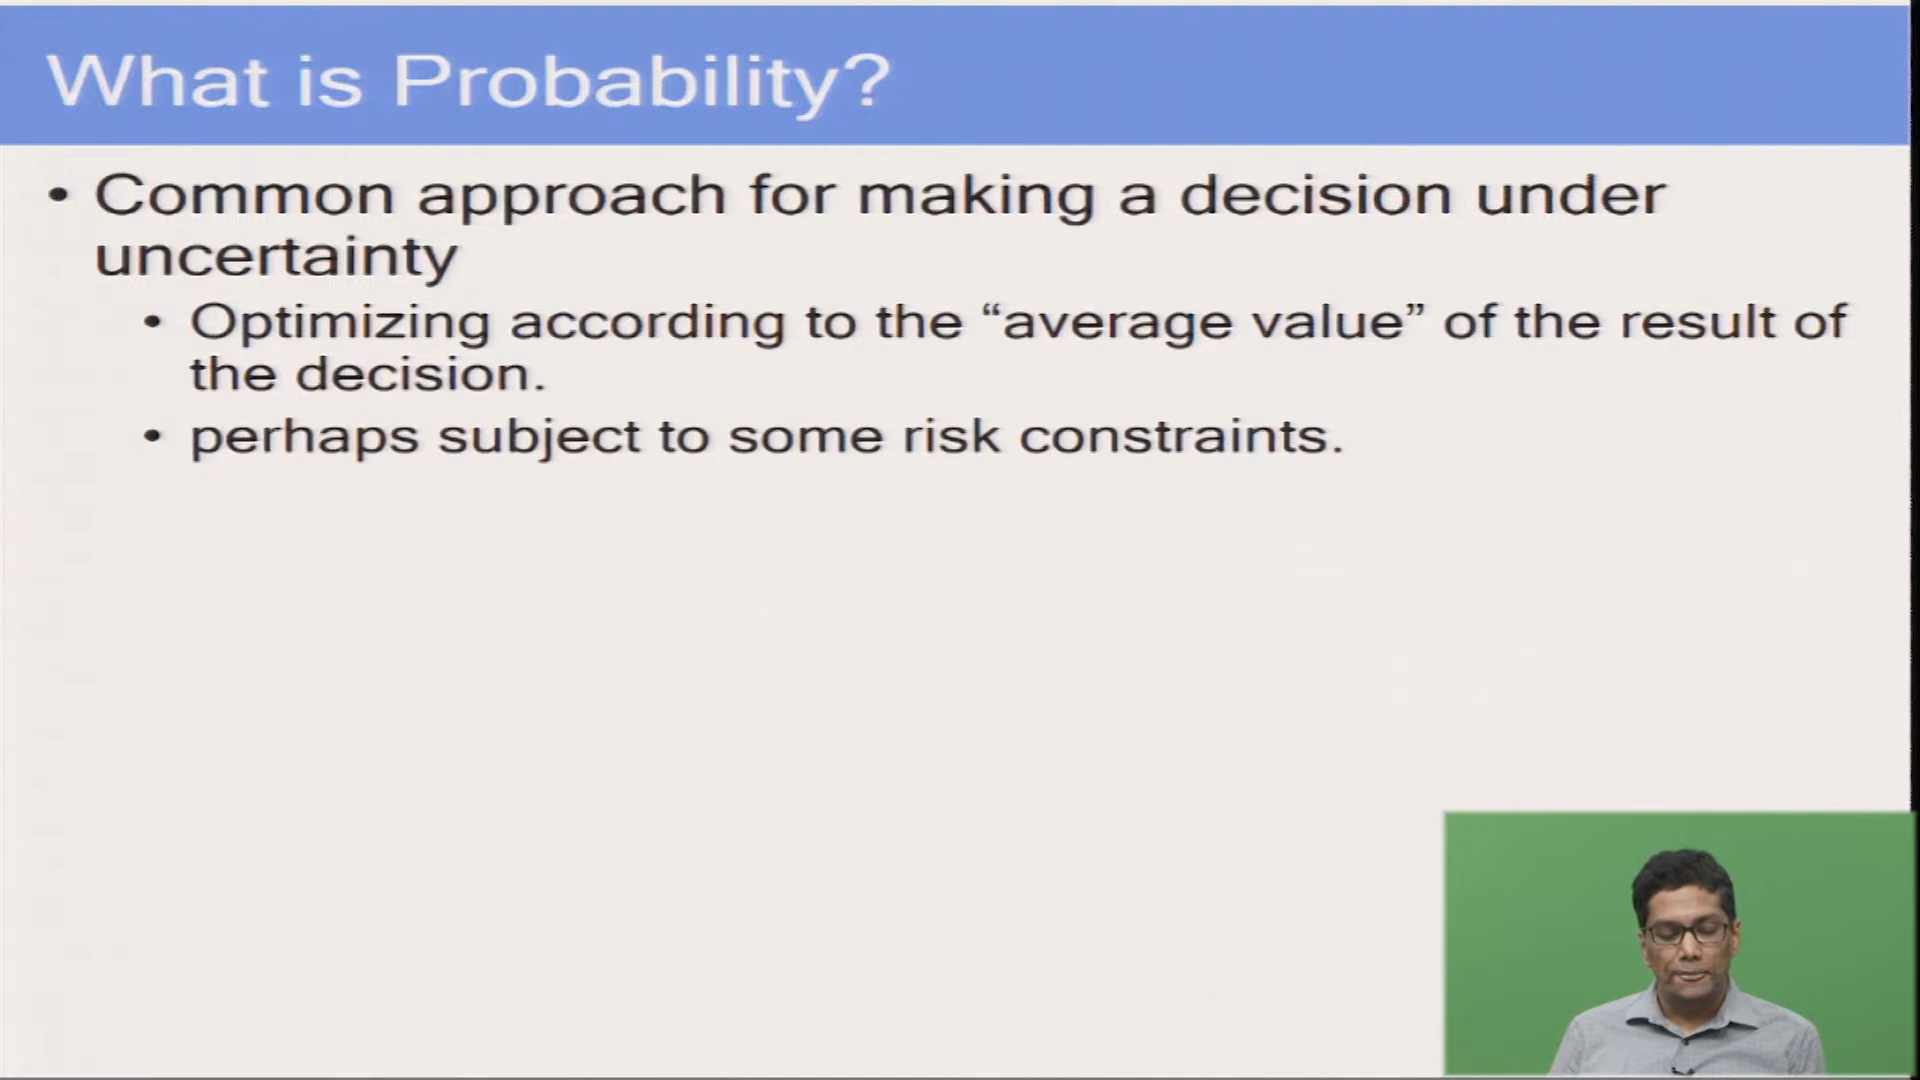 What is Probability?
• Common approach for making a decision under
uncertainty
• Optimizing according to the “average value” of the result of
the decision.
• perhaps subject to some risk constraints.